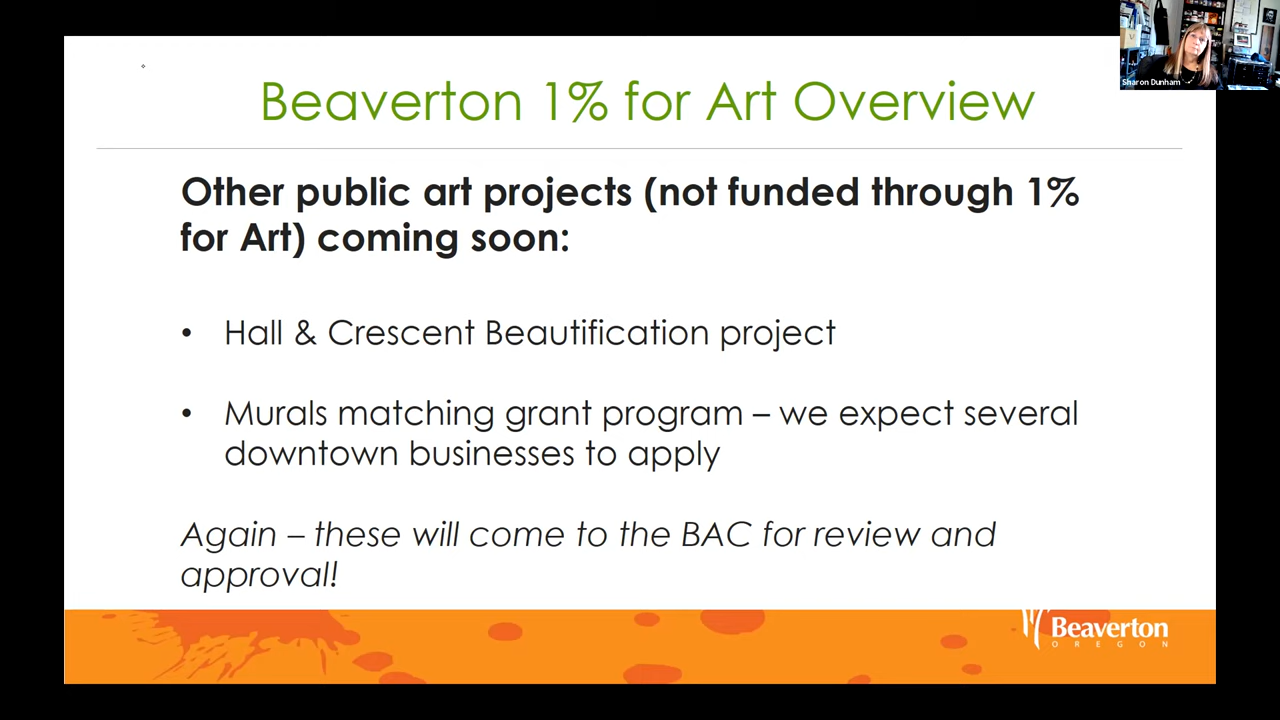 Sharon Dunham
Beaverton 1% for Art Overview
Other public art projects (not funded through 1%
for Art) coming soon:
• Hall & Crescent Beautification project
• Murals matching grant program – we expect several
downtown businesses to apply
Again – these will come to the BAC for review and
approval!
Beaverton
OREGON